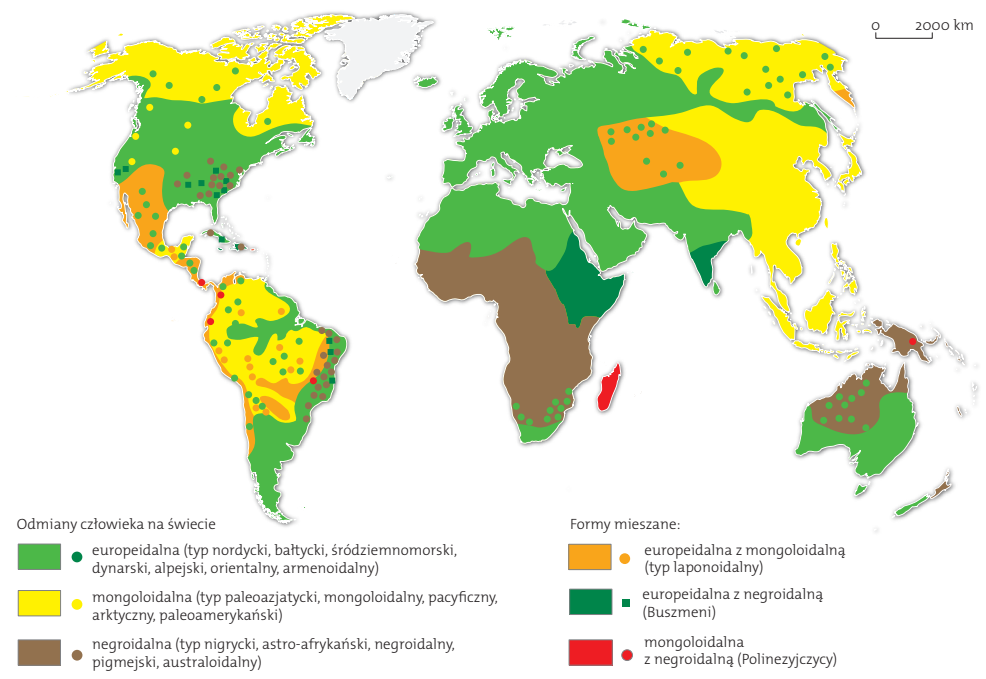 0 2000 km
Odmiany człowieka na świecie
europeidalna (typ nordycki, bałtycki, śródziemnomorski,
dynarski, alpejski, orientalny, armenoidalny)
mongoloidalna (typ paleoazjatycki, mongoloidalny, pacyficzny,
arktyczny, paleoamerykański)
negroidalna (typ nigrycki, astro-afrykański, negroidalny,
pigmejski, australoidalny)
Formy mieszane:
europeidalna z mongoloidalną
(typ laponoidalny)
europeidalna z negroidalną
(Buszmeni)
mongoloidalna
z negroidalną (Polinezyjczycy)